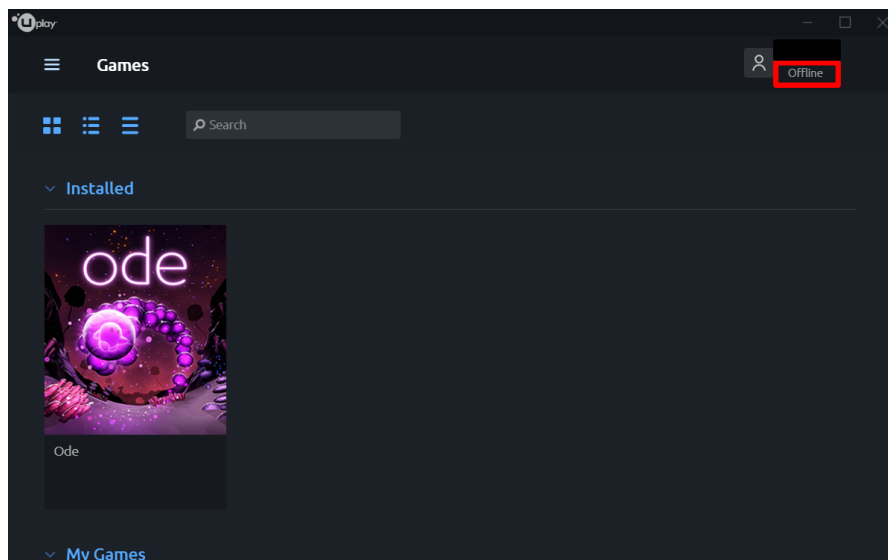 uplay
Games
Offline
Search
Installed
ode
Ode
My Games